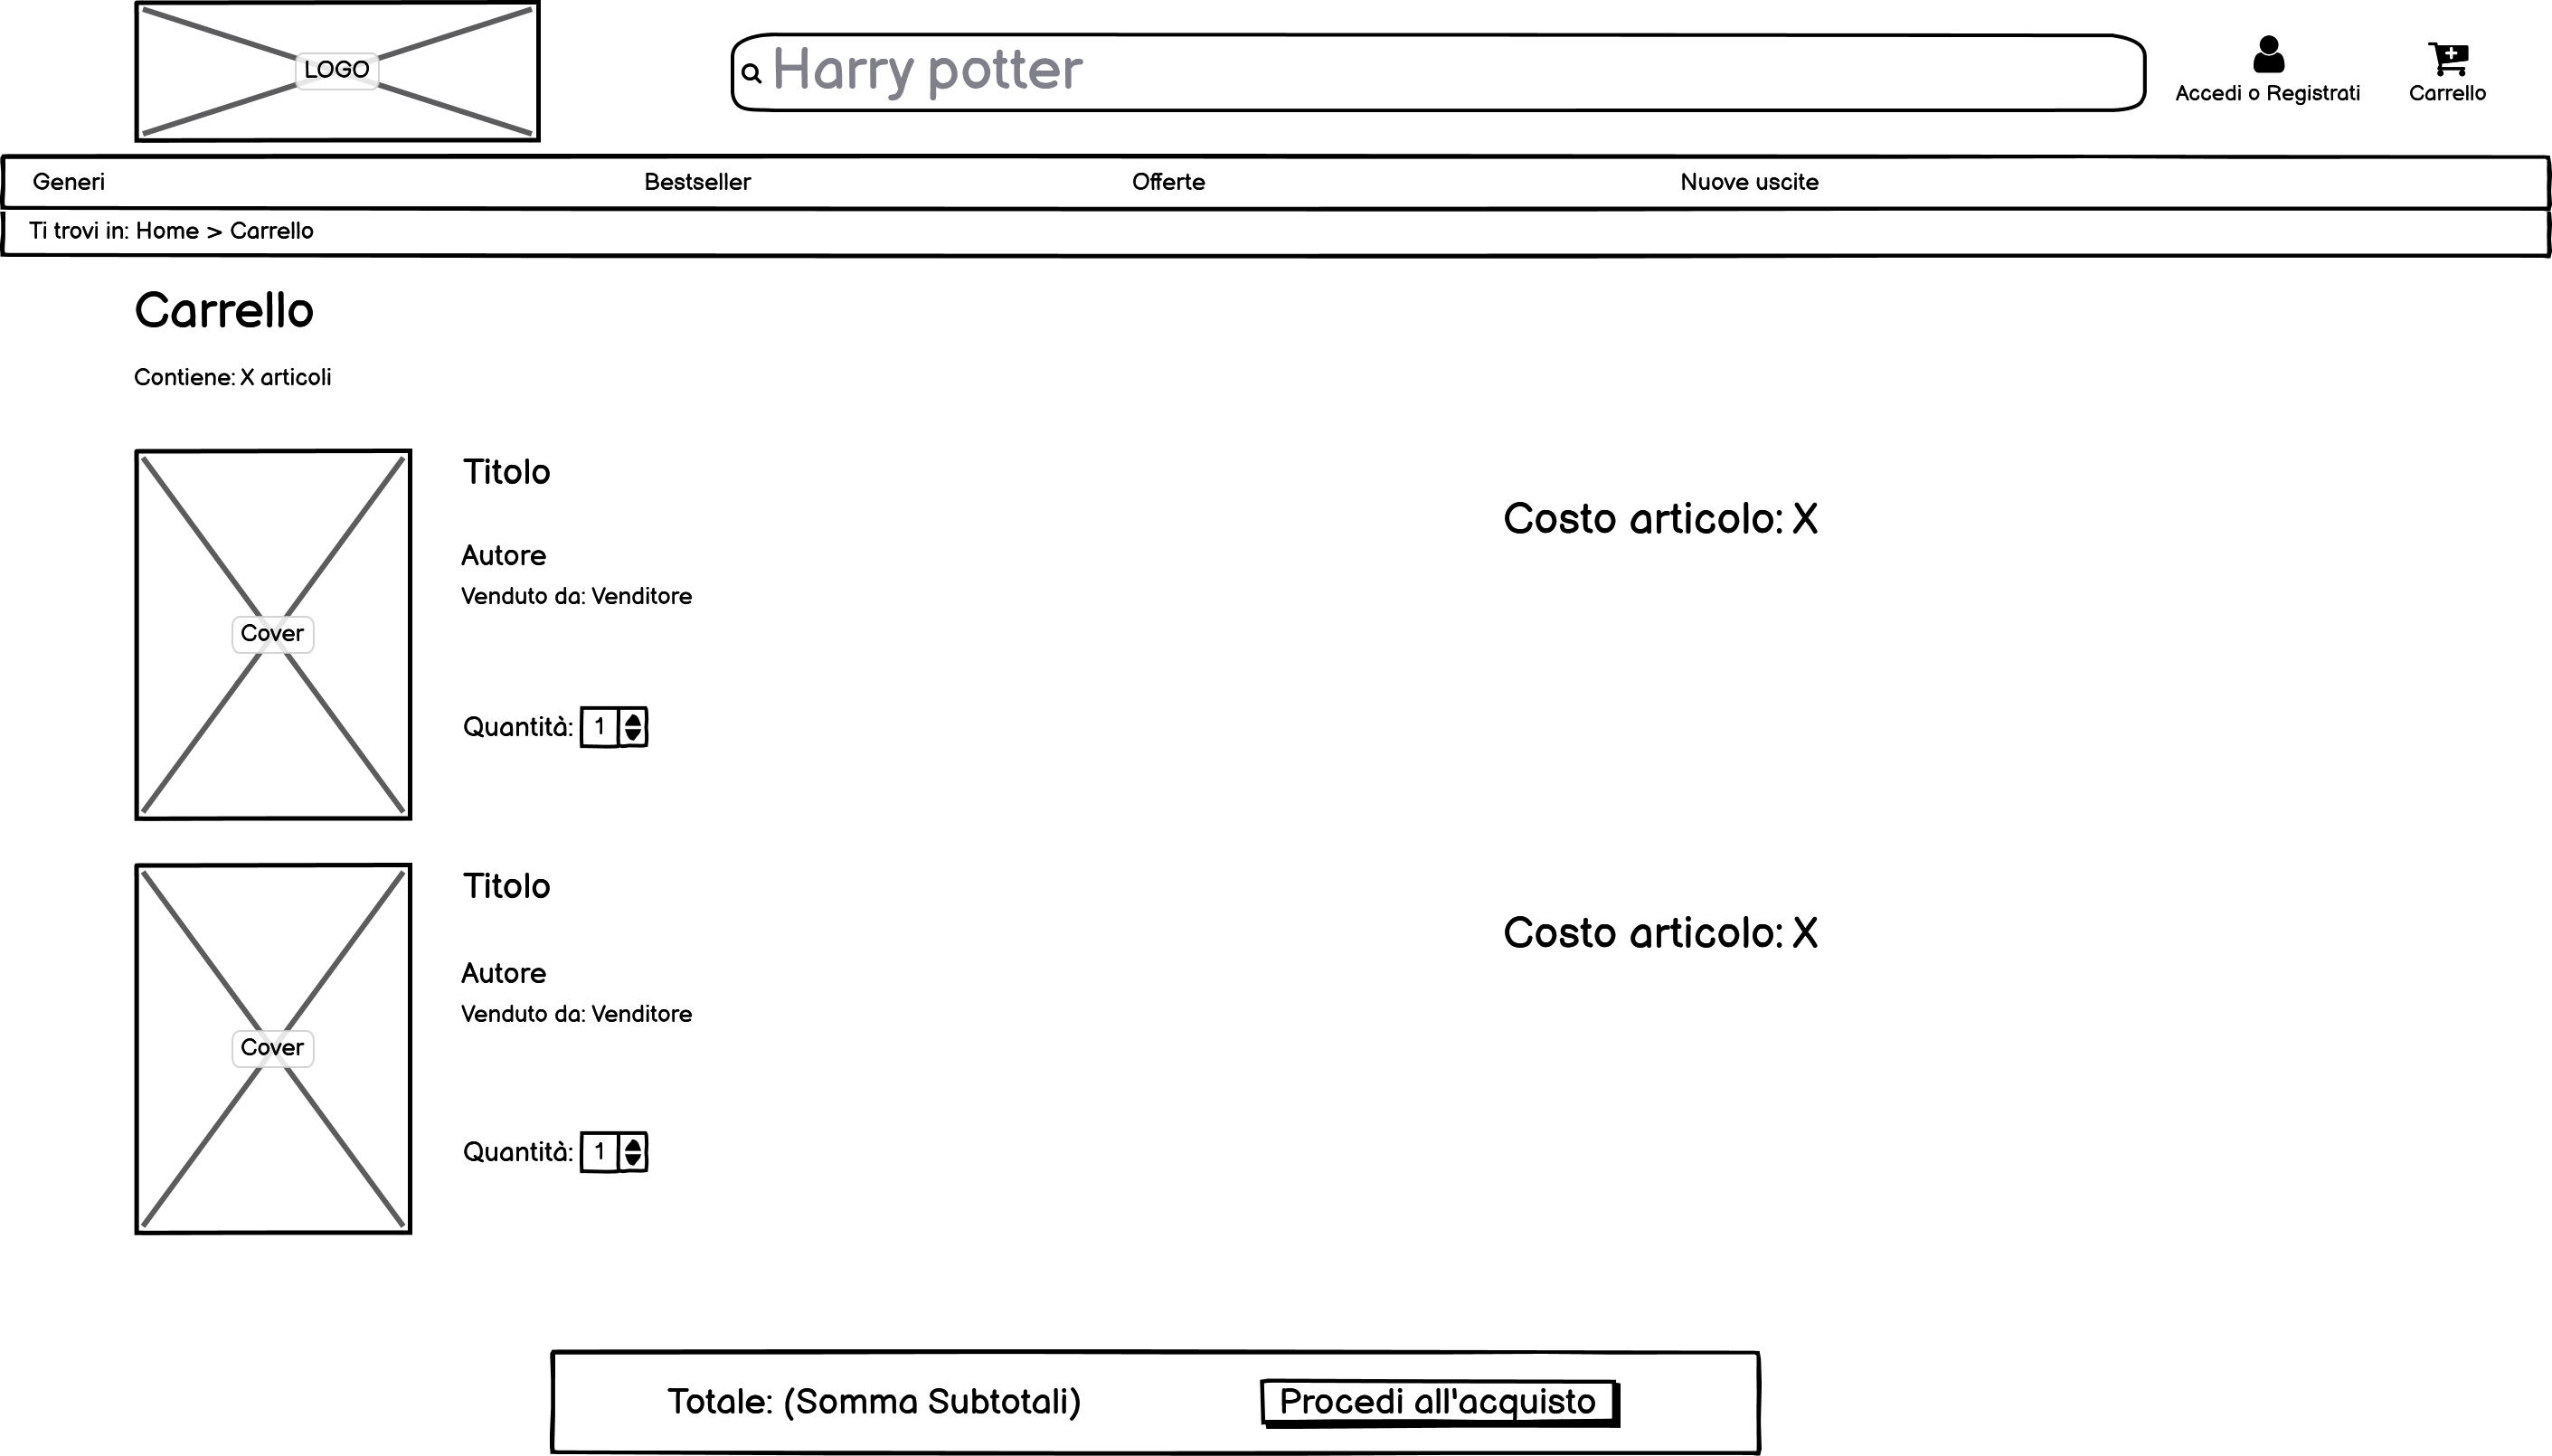 LOGO
Harry potter
Accedi o Registrati
Carrello
Generi
Bestseller
Offerte
Nuove uscite
Ti trovi in: Home > Carrello
Carrello
Contiene: X articoli
Cover
Titolo
Autore
Venduto da: Venditore
Quantità: 1
Costo articolo: X
Cover
Titolo
Autore
Venduto da: Venditore
Quantità: 1
Costo articolo: X
Totale: (Somma Subtotali)
Procedi all'acquisto